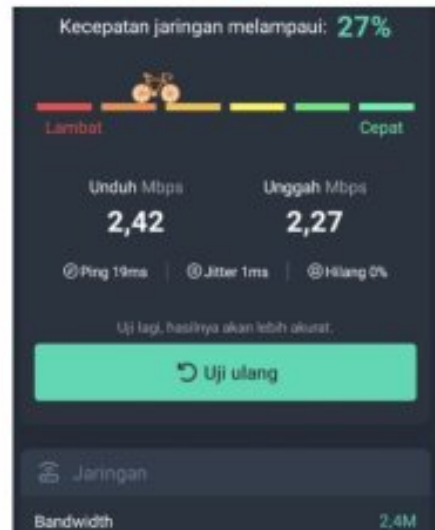 Kecepatan jaringan melampaui: 27%
Lambat Cepat
Unduh Mbps Unggah Mbps
2,42 2,27
Ping 19ms Jitter 1ms Hilang 0%
Uji lagi, hasilnya akan lebih akurat.
Uji ulang
Jaringan
Bandwidth 2,4M